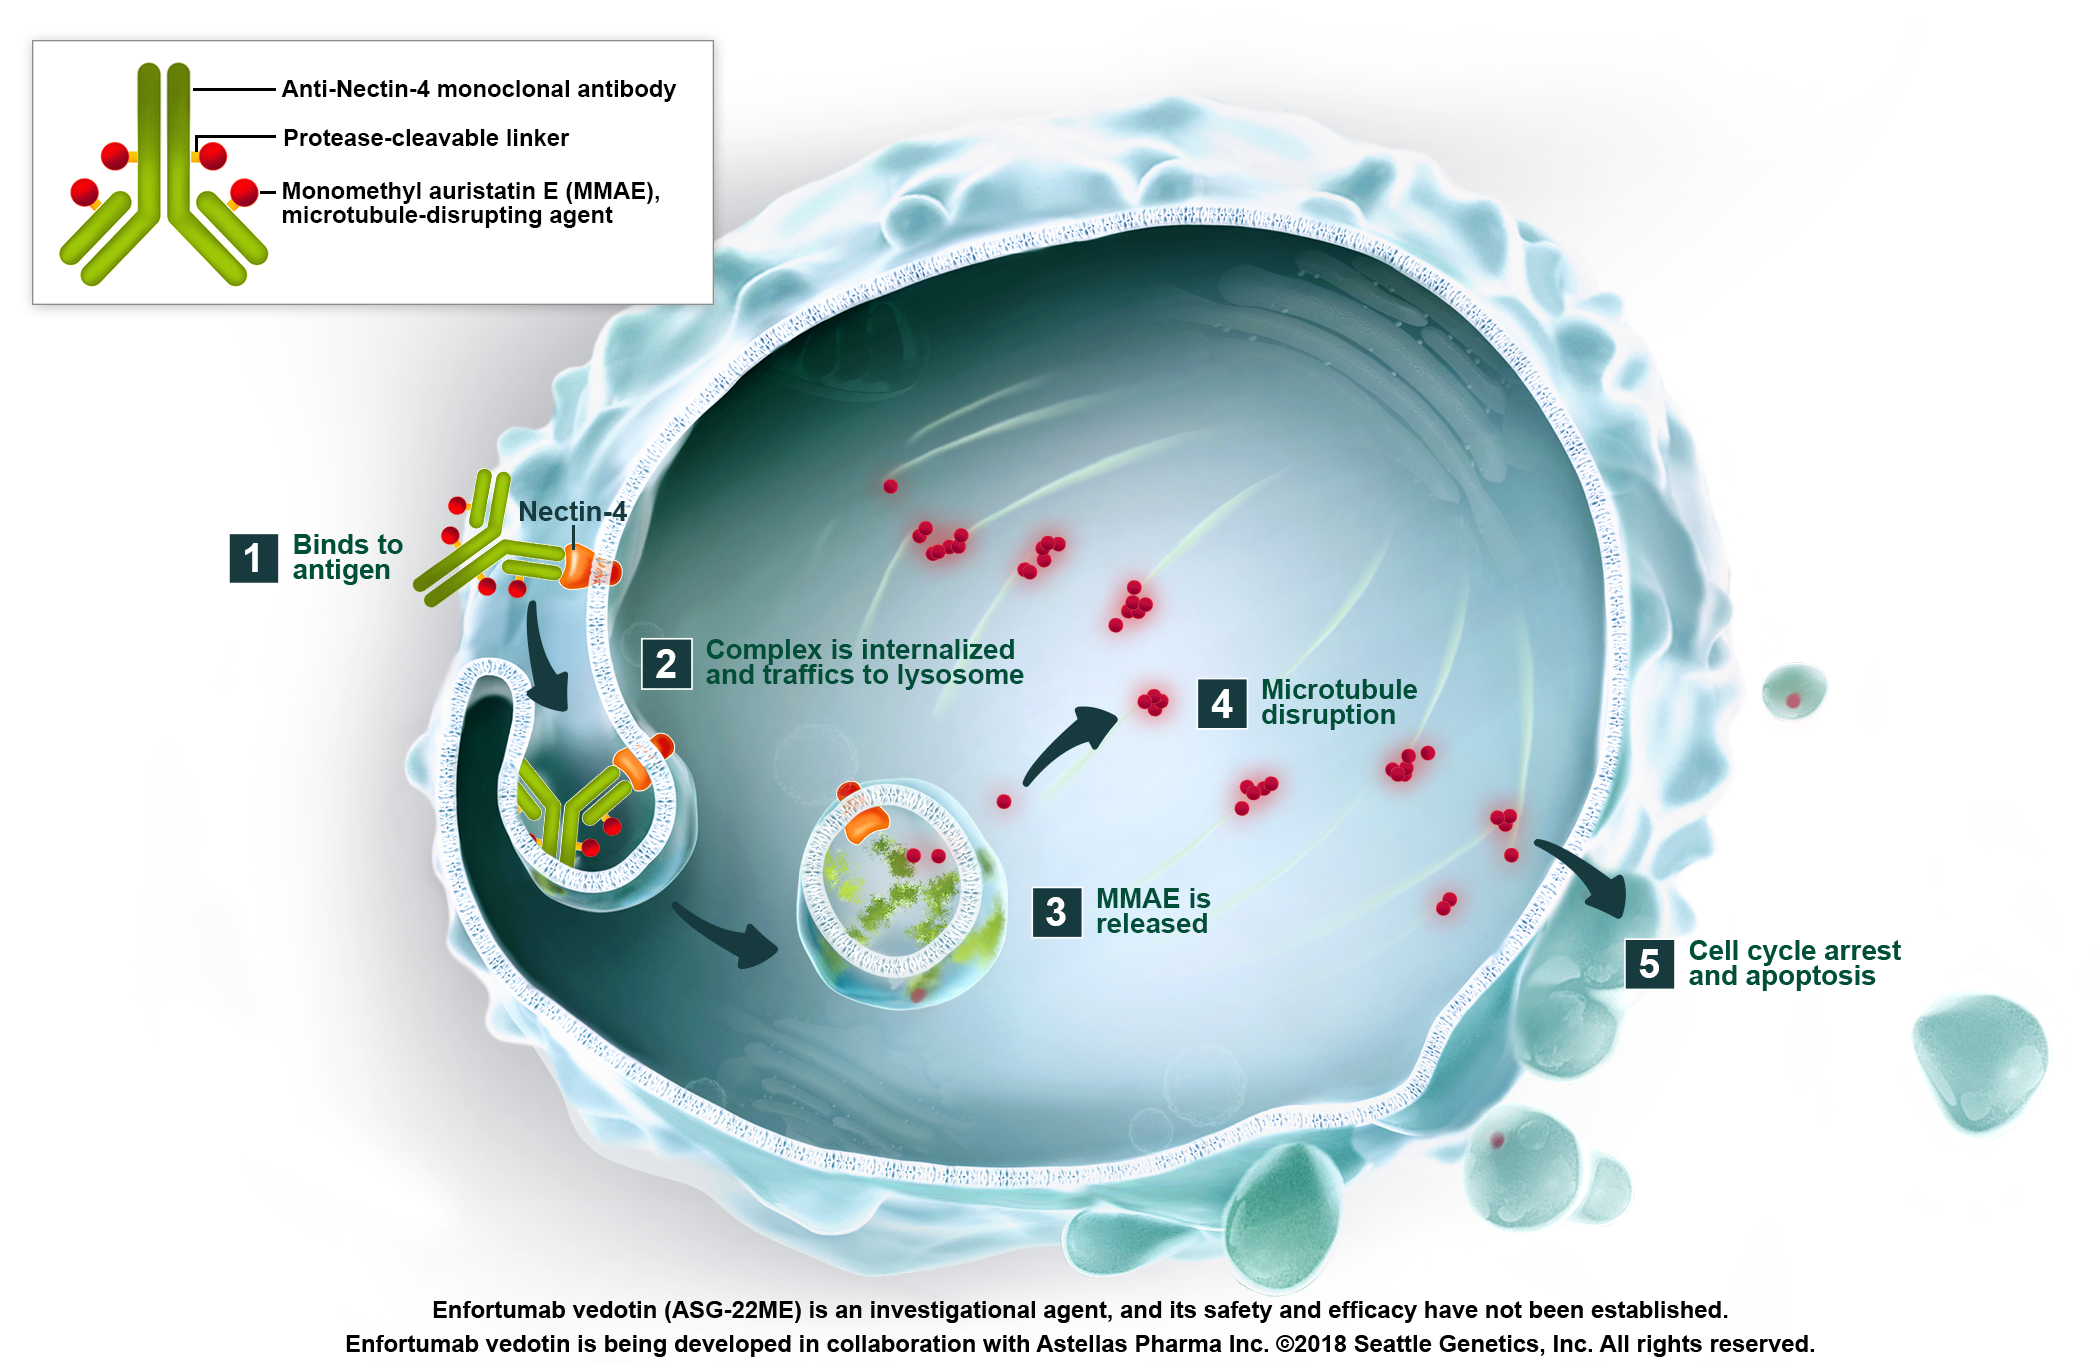 Anti-Nectin-4 monoclonal antibody
Protease-cleavable linker
Monomethyl auristatin E (MMAE),
microtubule-disrupting agent
Nectin-4
1
Binds to
antigen
2
Complex is internalized
and traffics to lysosome
3
MMAE is
released
4
Microtubule
disruption
5
Cell cycle arrest
and apoptosis
Enfortumab vedotin (ASG-22ME) is an investigational agent, and its safety and efficacy have not been established.
Enfortumab vedotin is being developed in collaboration with Astellas Pharma Inc. ©2018 Seattle Genetics, Inc. All rights reserved.